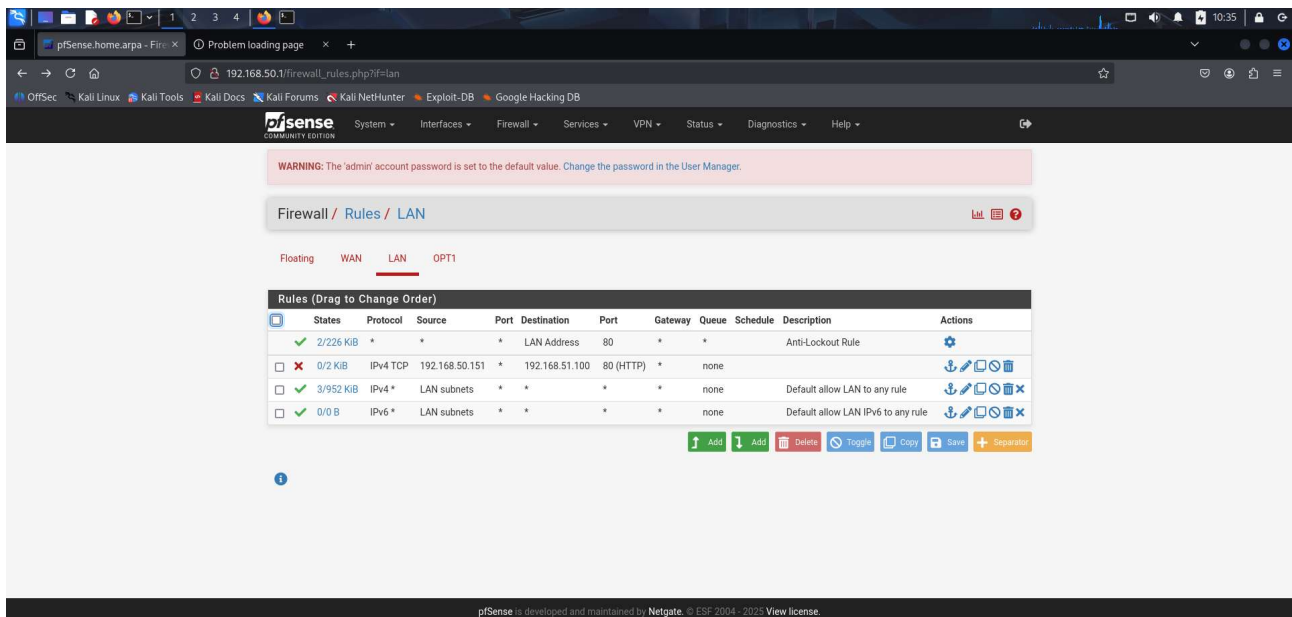 1 2 3 4 10:35
pfSense.home.arpa - Fire Problem loading page
192.168.50.1/firewall_rules.php?if=lan
OffSec Kali Linux Kali Tools Kali Docs Kali Forums Kali NetHunter Exploit-DB Google Hacking DB
pfsense System Interfaces Firewall Services VPN Status Diagnostics Help
COMMUNITY EDITION
WARNING: The 'admin' account password is set to the default value. Change the password in the User Manager.
Firewall / Rules / LAN
Floating WAN LAN OPT1
Rules (Drag to Change Order)
States Protocol Source Port Destination Port Gateway Queue Schedule Description Actions
2/226 KiB * * * LAN Address 80 * * Anti-Lockout Rule
0/2 KiB IPv4 TCP 192.168.50.151 * 192.168.51.100 80 (HTTP) * none
3/952 KiB IPv4 * LAN subnets * * * * none Default allow LAN to any rule
0/0 B IPv6 * LAN subnets * * * * none Default allow LAN IPv6 to any rule
Add Add Delete Toggle Copy Save Separator
pfSense is developed and maintained by Netgate. © ESF 2004 - 2025 View license.